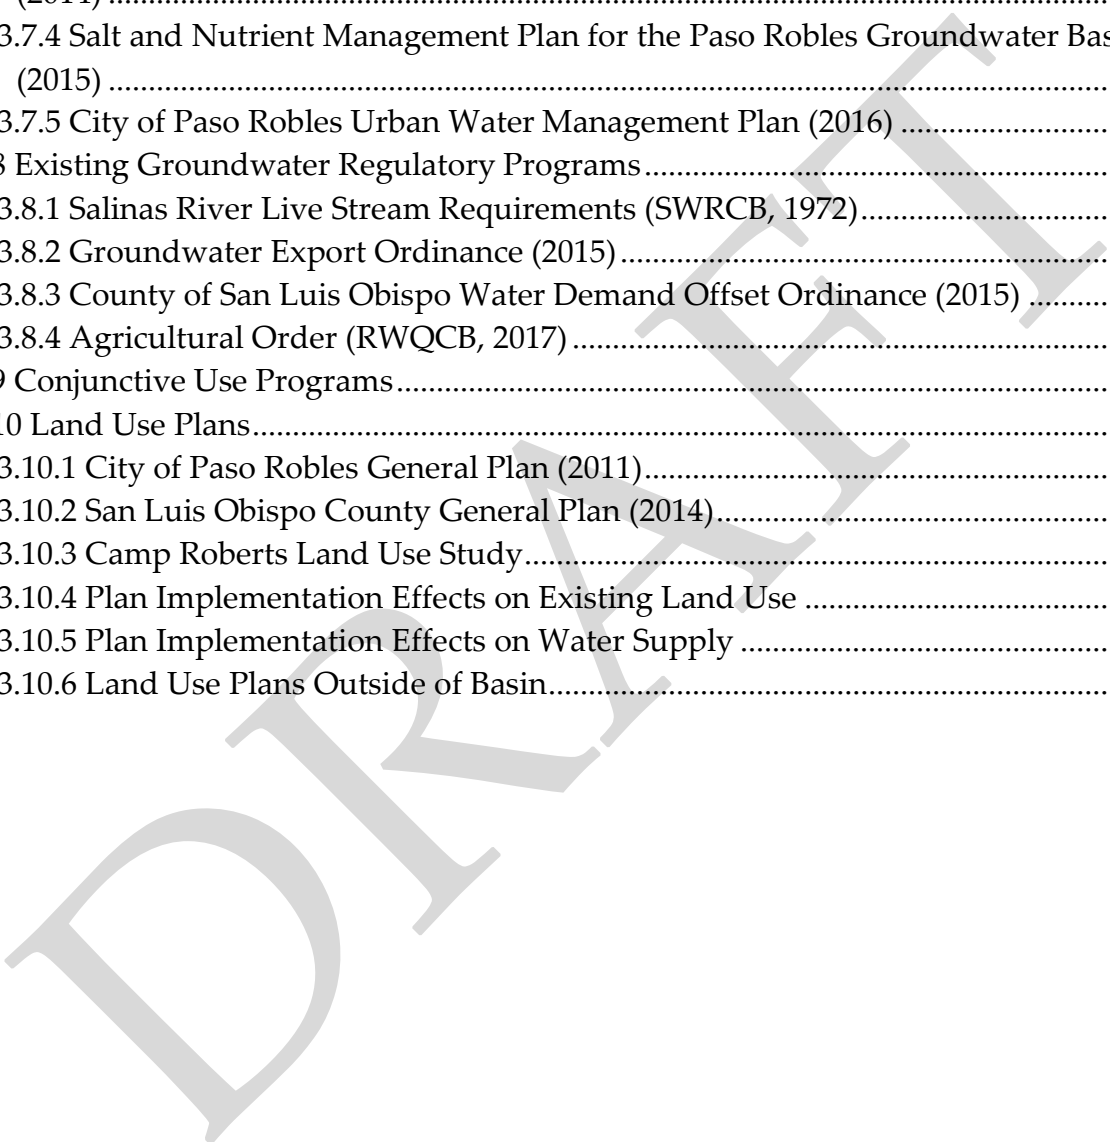 (2014) ................................................................
3.7.4 Salt and Nutrient Management Plan for the Paso Robles Groundwater Bas
(2015) ................................................................
3.7.5 City of Paso Robles Urban Water Management Plan (2016) ................
8 Existing Groundwater Regulatory Programs ................................
3.8.1 Salinas River Live Stream Requirements (SWRCB, 1972) ................
3.8.2 Groundwater Export Ordinance (2015) ................................
3.8.3 County of San Luis Obispo Water Demand Offset Ordinance (2015) ..........
3.8.4 Agricultural Order (RWQCB, 2017) ................................
9 Conjunctive Use Programs ................................................
10 Land Use Plans ................................................
3.10.1 City of Paso Robles General Plan (2011) ................................
3.10.2 San Luis Obispo County General Plan (2014) ................................
3.10.3 Camp Roberts Land Use Study ................................
3.10.4 Plan Implementation Effects on Existing Land Use ................
3.10.5 Plan Implementation Effects on Water Supply ................
3.10.6 Land Use Plans Outside of Basin ................................
DRAFT